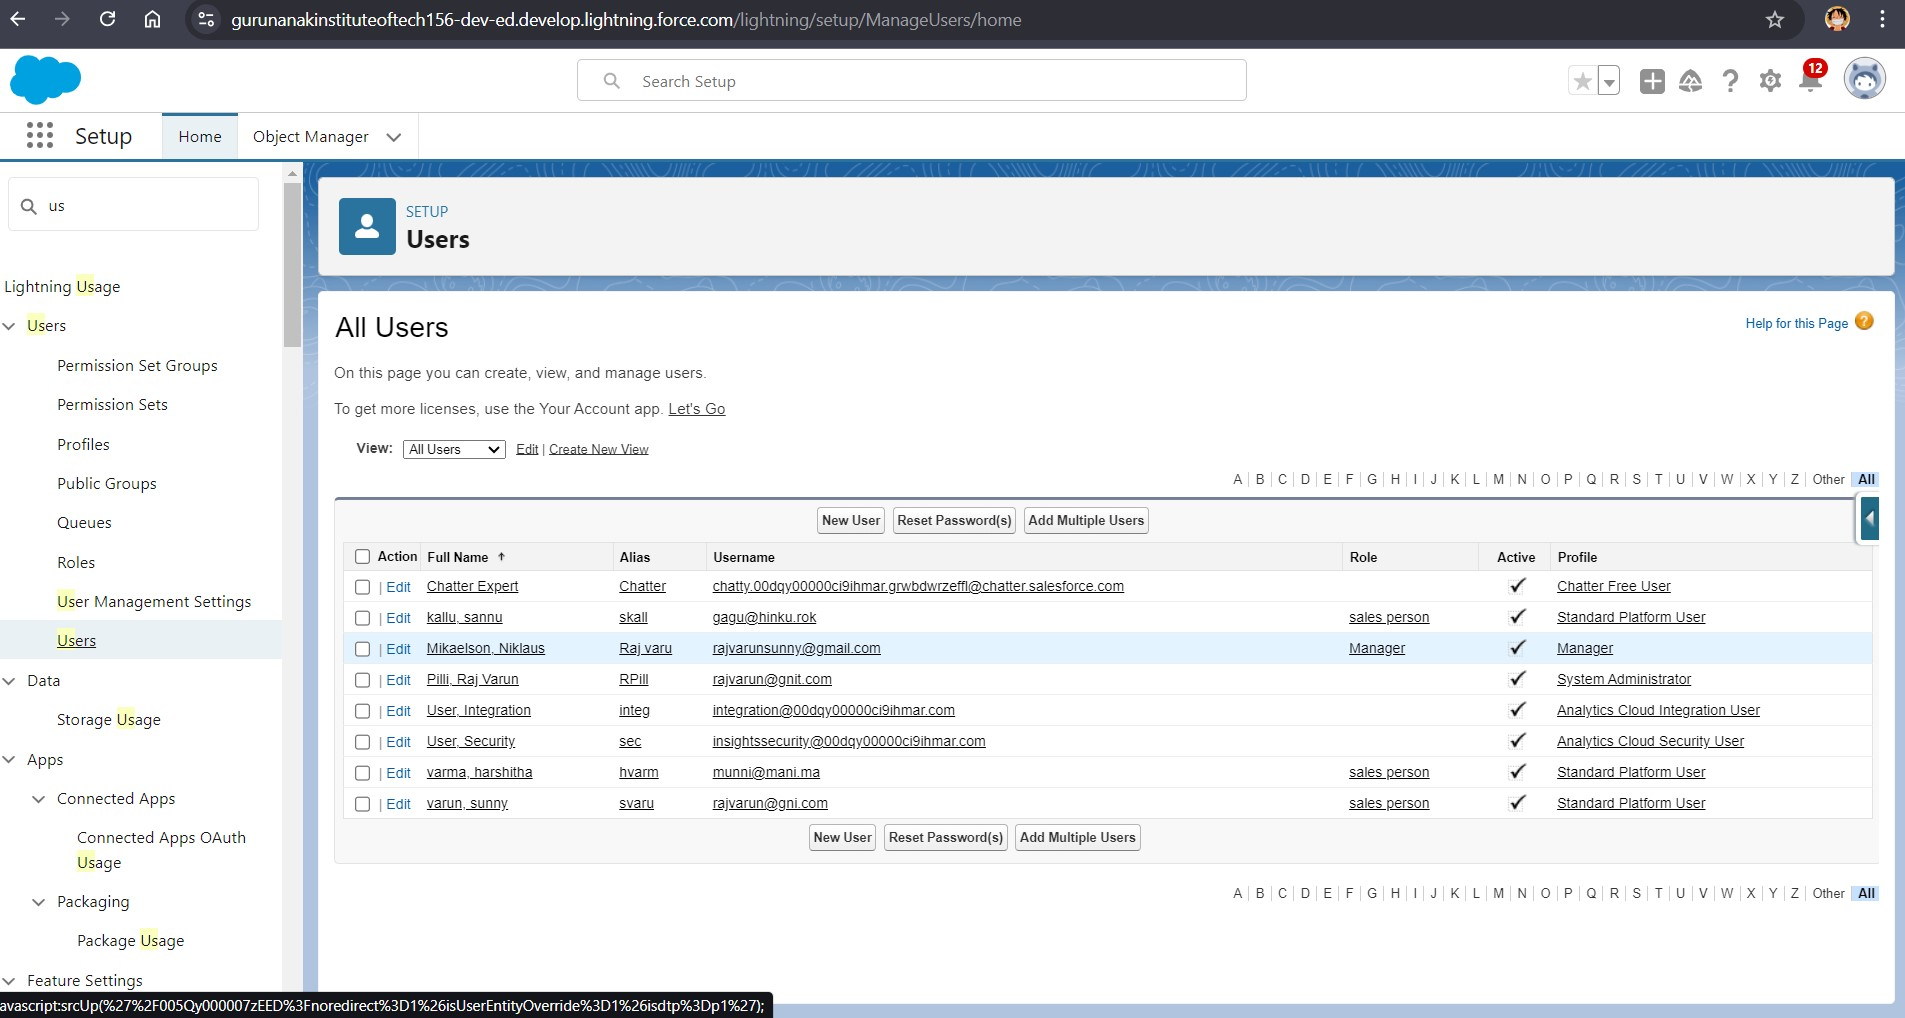 gurunanakinstituteoftech156-dev-ed.develop.lightning.force.com/lightning/setup/ManageUsers/home
Search Setup
12
Setup
Home
Object Manager
us
Lightning Usage
Users
Permission Set Groups
Permission Sets
Profiles
Public Groups
Queues
Roles
User Management Settings
Users
Data
Storage Usage
Apps
Connected Apps
Connected Apps OAuth
Usage
Packaging
Package Usage
Feature Settings
avascript:srcUp(%27%2F005Qy000007zEED%3Fnoredirect%3D1%26isUserEntityOverride%3D1%26isdtp%3Dp1%27);
SETUP
Users
All Users
Help for this Page ?
On this page you can create, view, and manage users.
To get more licenses, use the Your Account app. Let's Go
View: All Users Edit | Create New View
A | B | C | D | E | F | G | H | I | J | K | L | M | N | O | P | Q | R | S | T | U | V | W | X | Y | Z | Other | All
New User Reset Password(s) Add Multiple Users
Action Full Name ↑ Alias Username Role Active Profile
| Edit Chatter Expert Chatter chatty.00dqy00000ci9ihmar.grwbdwrzeffl@chatter.salesforce.com ✓ Chatter Free User
| Edit kallu, sannu skall gagu@hinku.rok sales person ✓ Standard Platform User
| Edit Mikaelson, Niklaus Raj varu rajvarunsunny@gmail.com Manager ✓ Manager
| Edit Pilli, Raj Varun RPill rajvarun@gnit.com ✓ System Administrator
| Edit User, Integration integ integration@00dqy00000ci9ihmar.com ✓ Analytics Cloud Integration User
| Edit User, Security sec insightssecurity@00dqy00000ci9ihmar.com ✓ Analytics Cloud Security User
| Edit varma, harshitha hvarm munni@mani.ma sales person ✓ Standard Platform User
| Edit varun, sunny svaru rajvarun@gni.com sales person ✓ Standard Platform User
New User Reset Password(s) Add Multiple Users
A | B | C | D | E | F | G | H | I | J | K | L | M | N | O | P | Q | R | S | T | U | V | W | X | Y | Z | Other | All